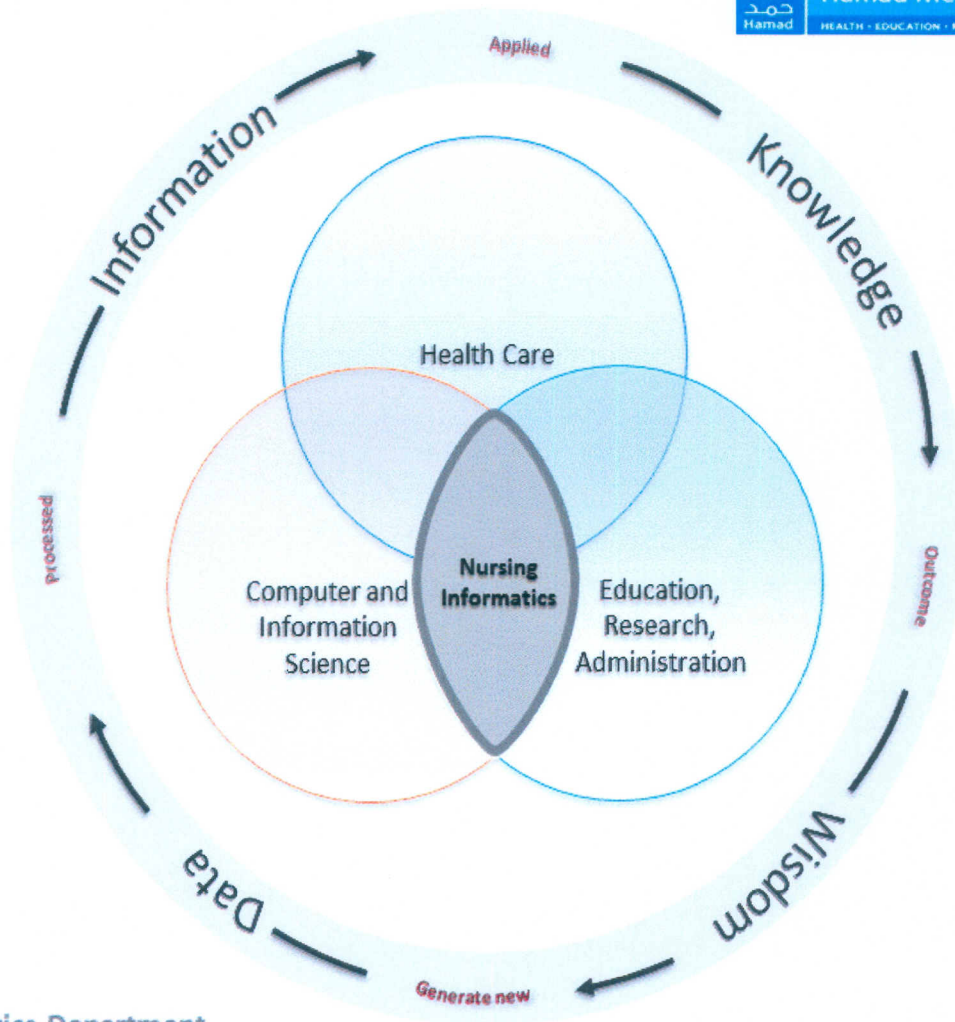 حمد
Hamad
HEALTH · EDUCATION ·
Applied
Information
Knowledge
Health Care
processed
Computer and
Information
Science
Nursing
Informatics
Education,
Research,
Administration
Outcome
Data
Wisdom
Generate new